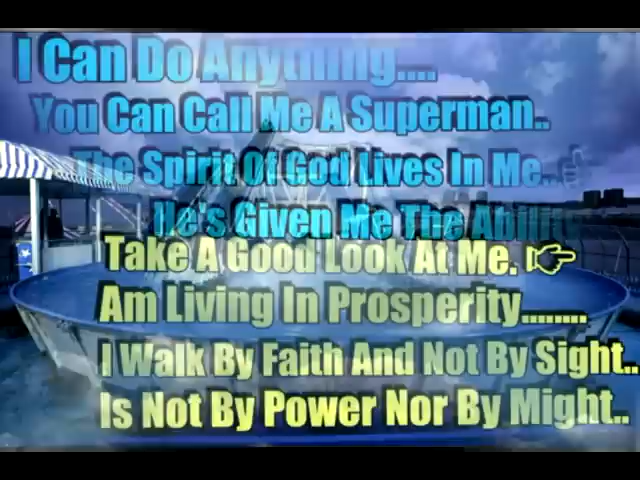 I Can Do Anything....
You Can Call Me A Superman..
The Spirit Of God Lives In Me..
He's Given Me The Ability
Take A Good Look At Me.
Am Living In Prosperity........
I Walk By Faith And Not By Sight..
Is Not By Power Nor By Might..